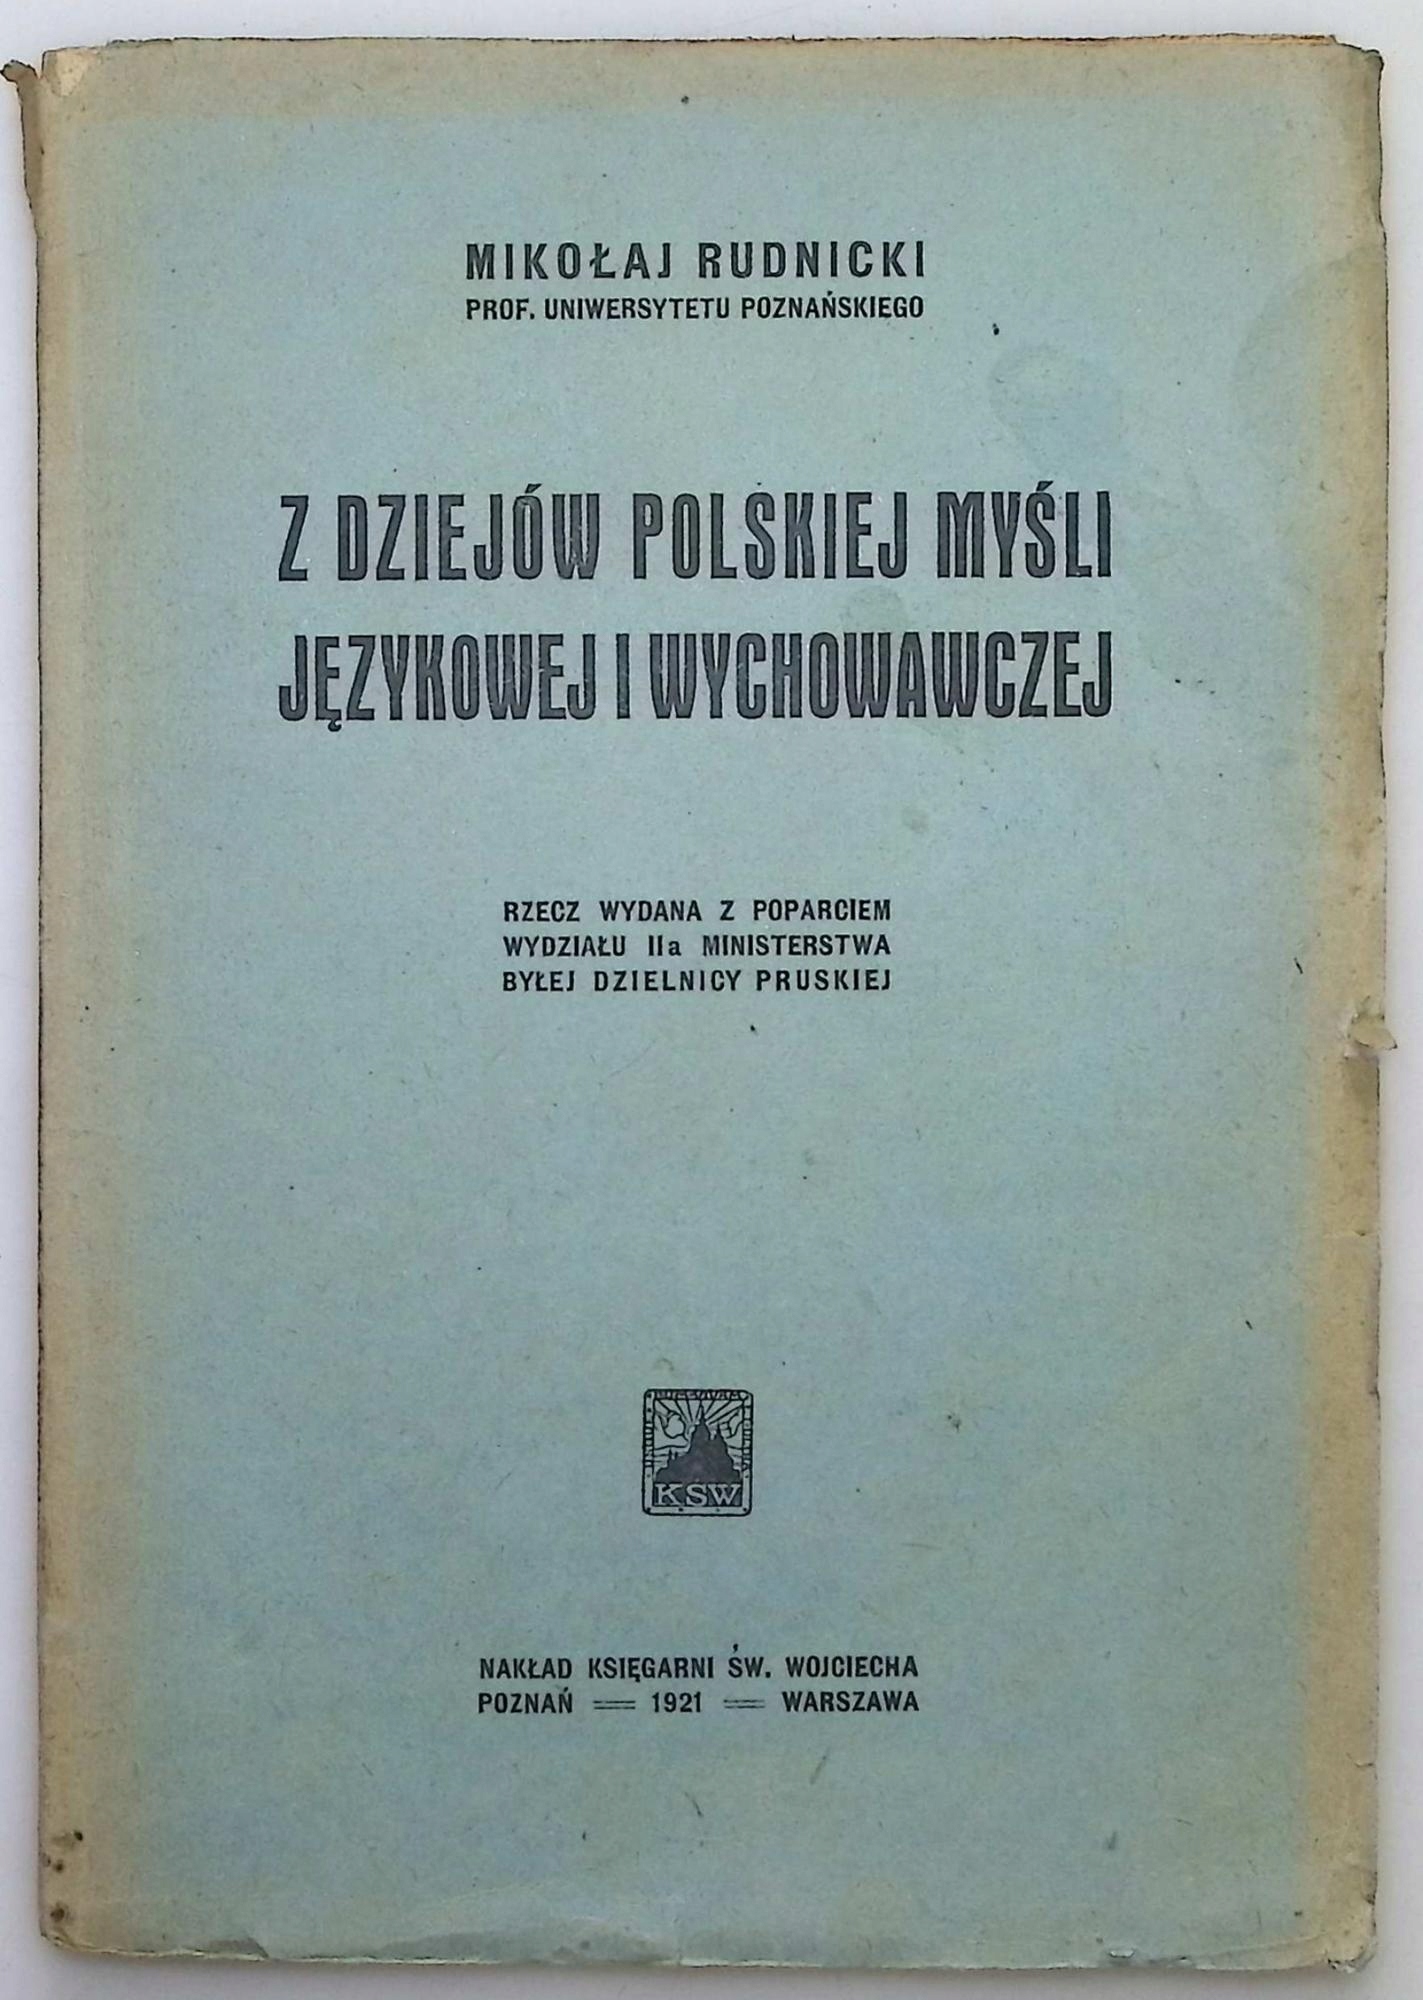 MIKOŁAJ RUDNICKI
PROF. UNIWERSYTETU POZNAŃSKIEGO
Z DZIEJÓW POLSKIEJ MYŚLI
JĘZYKOWEJ I WYCHOWAWCZEJ
RZECZ WYDANA Z POPARCIEM
WYDZIAŁU IIa MINISTERSTWA
BYŁEJ DZIELNICY PRUSKIEJ
KSW
NAKŁAD KSIĘGARNI ŚW. WOJCIECHA
POZNAŃ == 1921 == WARSZAWA